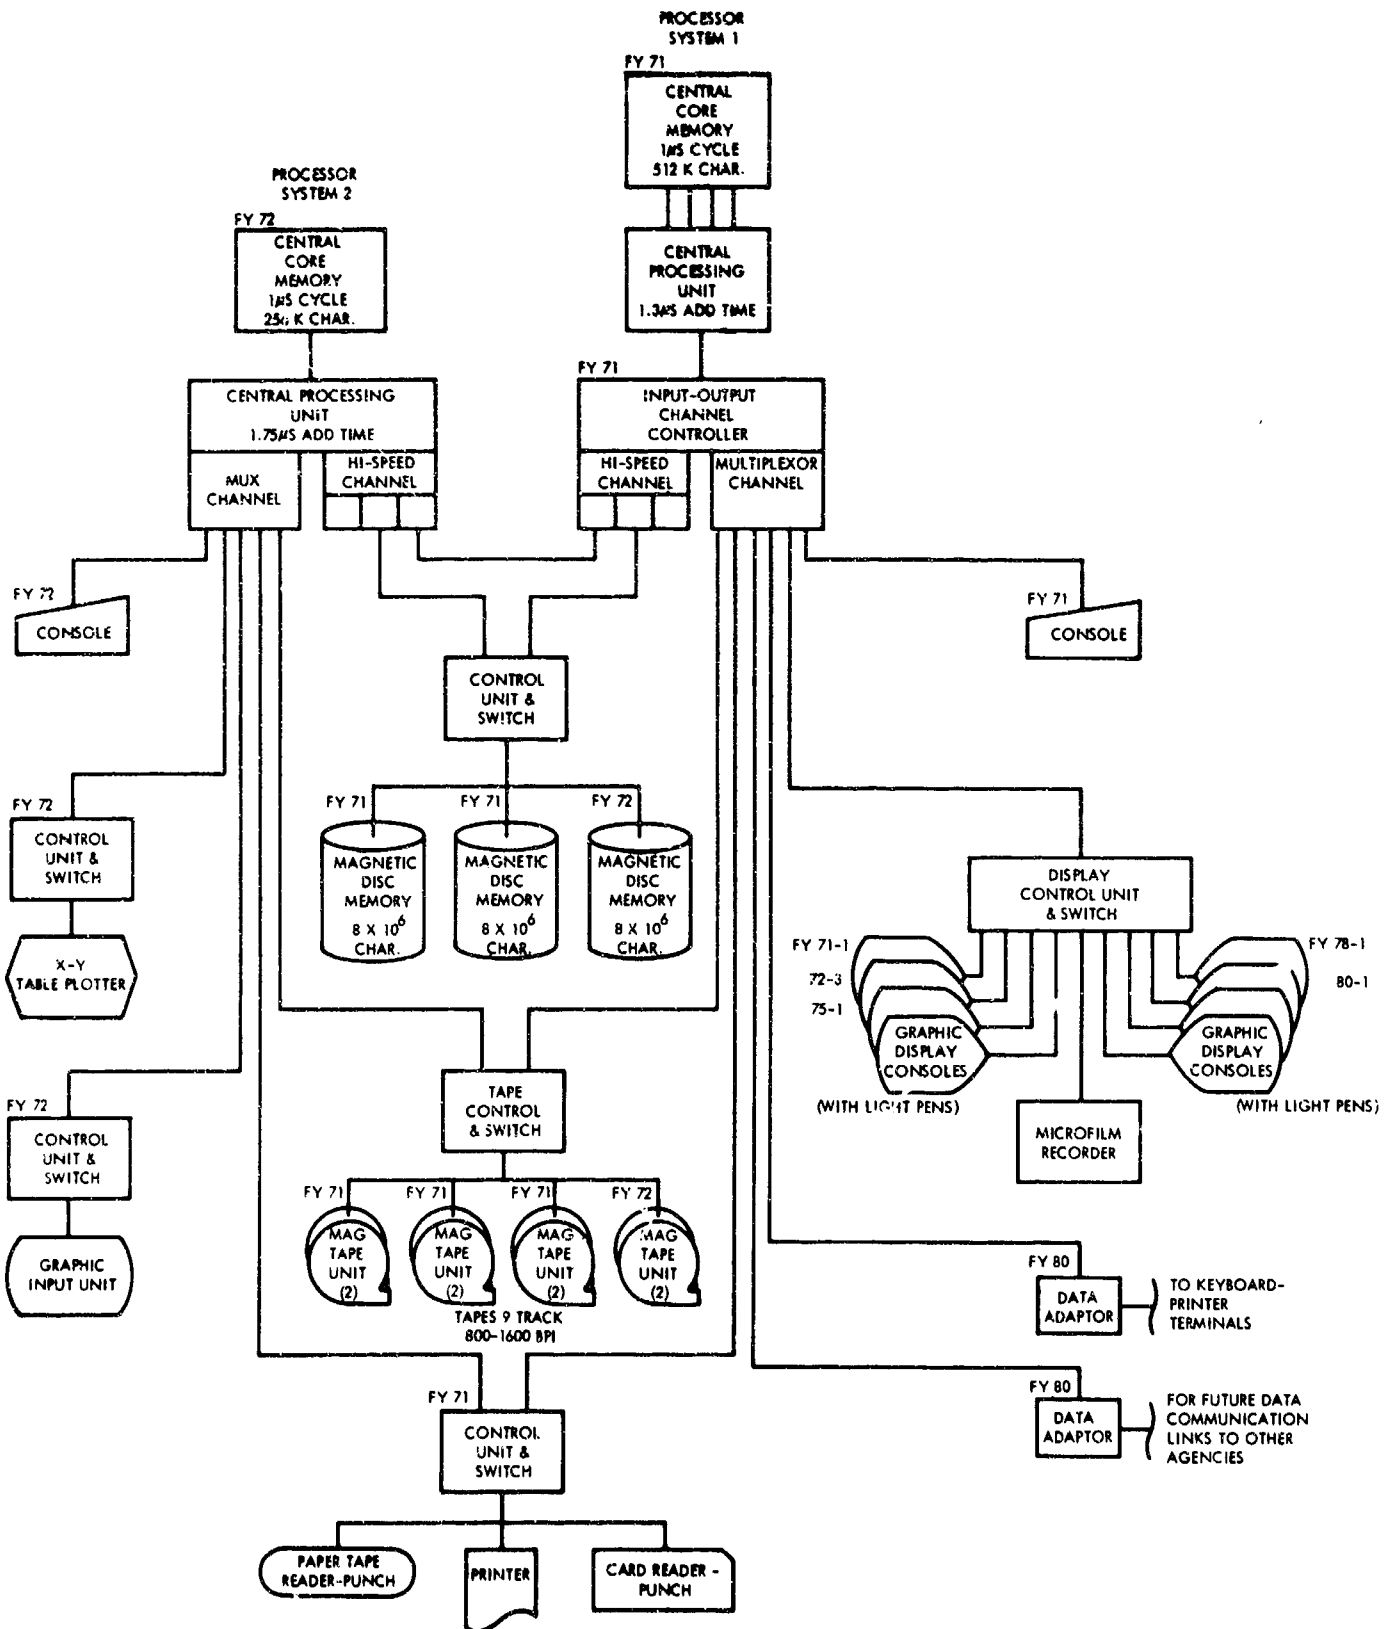 PROCESSOR
SYSTEM 1
FY 71
CENTRAL
CORE
MEMORY
1μS CYCLE
512 K CHAR.
PROCESSOR
SYSTEM 2
FY 72
CENTRAL
CORE
MEMORY
1μS CYCLE
K CHAR.
CENTRAL
PROCESSING
UNIT
1.3μS ADD TIME
CENTRAL PROCESSING
UNIT
1.75μS ADD TIME
MUX
CHANNEL
HI-SPEED
CHANNEL
FY 71
INPUT-OUTPUT
CHANNEL
CONTROLLER
HI-SPEED
CHANNEL
MULTIPLEXOR
CHANNEL
FY 72
CONSOLE
FY 71
CONSOLE
CONTROL
UNIT &
SWITCH
FY 72
CONTROL
UNIT &
SWITCH
X-Y
TABLE PLOTTER
FY 71
MAGNETIC
DISC
MEMORY
8 X 10⁶
CHAR.
FY 71
MAGNETIC
DISC
MEMORY
8 X 10⁶
CHAR.
FY 72
MAGNETIC
DISC
MEMORY
8 X 10⁶
CHAR.
DISPLAY
CONTROL UNIT
& SWITCH
FY 71-1
72-3
75-1
GRAPHIC
DISPLAY
CONSOLES
(WITH LIGHT PENS)
FY 78-1
80-1
GRAPHIC
DISPLAY
CONSOLES
(WITH LIGHT PENS)
MICROFILM
RECORDER
FY 72
CONTROL
UNIT &
SWITCH
GRAPHIC
INPUT UNIT
TAPE
CONTROL
& SWITCH
FY 71
MAG
TAPE
UNIT
(2)
FY 71
MAG
TAPE
UNIT
(2)
FY 71
MAG
TAPE
UNIT
(2)
FY 72
MAG
TAPE
UNIT
(2)
TAPES 9 TRACK
800-1600 BPI
FY 80
DATA
ADAPTOR
TO KEYBOARD-
PRINTER
TERMINALS
FY 80
DATA
ADAPTOR
FOR FUTURE DATA
COMMUNICATION
LINKS TO OTHER
AGENCIES
FY 71
CONTROL
UNIT &
SWITCH
PAPER TAPE
READER-PUNCH
PRINTER
CARD READER -
PUNCH